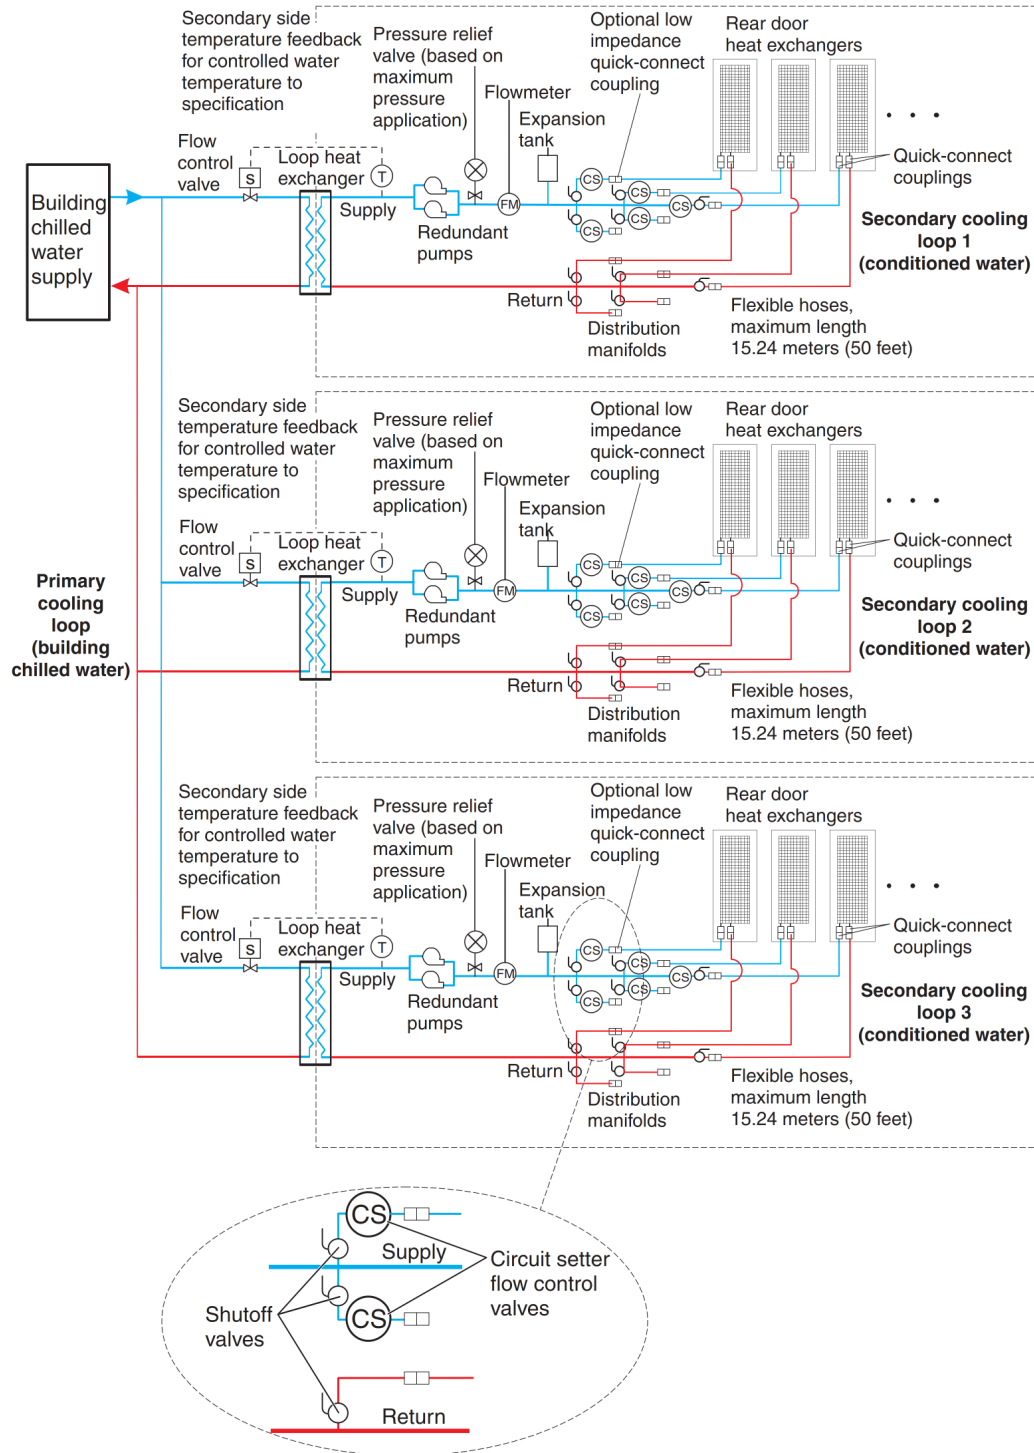 Secondary side
temperature feedback
for controlled water
temperature to
specification
Pressure relief
valve (based on
maximum
pressure
application)
Flowmeter
Expansion
tank
Optional low
impedance
quick-connect
coupling
Rear door
heat exchangers
Flow
control
valve
S
Loop heat
exchanger
T
Supply
Redundant
pumps
FM
CS
CS
CS
CS
CS
Quick-connect
couplings
Building
chilled
water
supply
Secondary cooling
loop 1
(conditioned water)
Return
Distribution
manifolds
Flexible hoses,
maximum length
15.24 meters (50 feet)
Secondary side
temperature feedback
for controlled water
temperature to
specification
Pressure relief
valve (based on
maximum
pressure
application)
Flowmeter
Expansion
tank
Optional low
impedance
quick-connect
coupling
Rear door
heat exchangers
Flow
control
valve
S
Loop heat
exchanger
T
Supply
Redundant
pumps
FM
CS
CS
CS
CS
CS
Quick-connect
couplings
Primary
cooling
loop
(building
chilled water)
Secondary cooling
loop 2
(conditioned water)
Return
Distribution
manifolds
Flexible hoses,
maximum length
15.24 meters (50 feet)
Secondary side
temperature feedback
for controlled water
temperature to
specification
Pressure relief
valve (based on
maximum
pressure
application)
Flowmeter
Expansion
tank
Optional low
impedance
quick-connect
coupling
Rear door
heat exchangers
Flow
control
valve
S
Loop heat
exchanger
T
Supply
Redundant
pumps
FM
CS
CS
CS
CS
CS
Quick-connect
couplings
Secondary cooling
loop 3
(conditioned water)
Return
Distribution
manifolds
Flexible hoses,
maximum length
15.24 meters (50 feet)
CS
Supply
CS
Circuit setter
flow control
valves
Shutoff
valves
Return